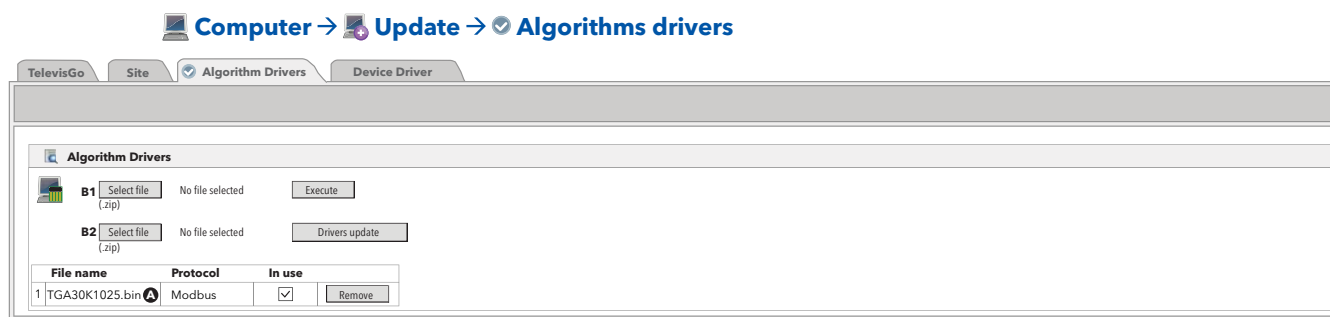 Computer → Update → Algorithms drivers
TelevisGo Site Algorithm Drivers Device Driver
Algorithm Drivers
B1 Select file No file selected Execute
(.zip)
B2 Select file No file selected Drivers update
(.zip)
File name Protocol In use
1 TGA30K1025.bin A Modbus Remove